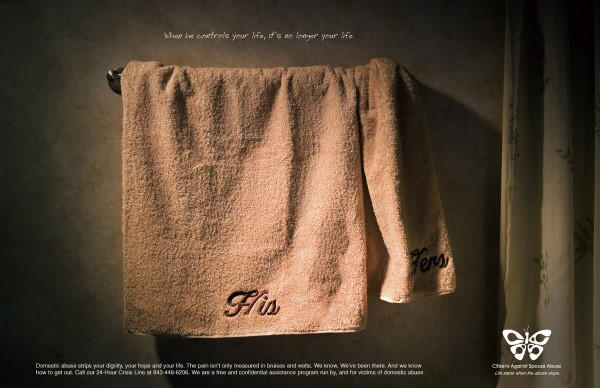 When he controls your life, it's no longer your life.
His
Hers
Domestic abuse strips your dignity, your hope and your life. The pain isn't only measured in bruises and welts. We know. We've been there. And we know
how to get out. Call our 24-Hour Crisis Line at 843-448-6206. We are a free and confidential assistance program run by, and for victims of domestic abuse.
Citizens Against Spouse Abuse
Life starts when the abuse stops.